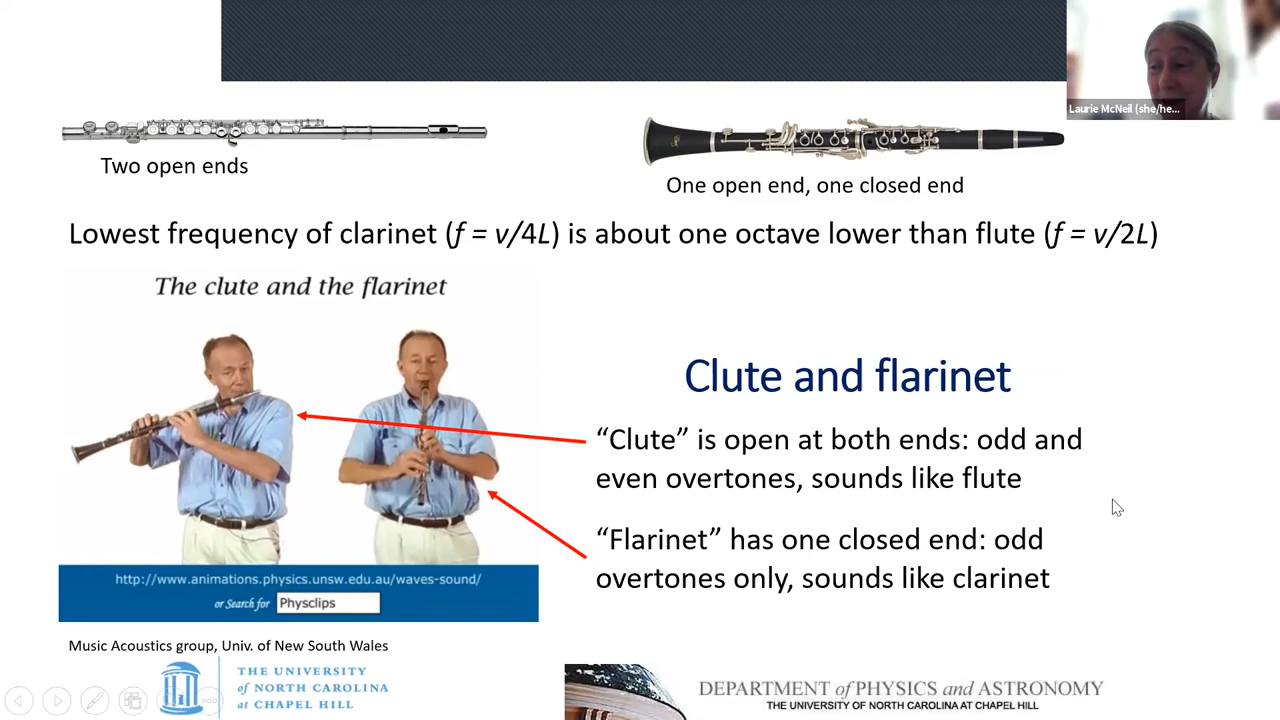 Laurie McNeil (she/he...
Two open ends
One open end, one closed end
Lowest frequency of clarinet (f = v/4L) is about one octave lower than flute (f = v/2L)
The clute and the flarinet
Clute and flarinet
“Clute” is open at both ends: odd and
even overtones, sounds like flute
“Flarinet” has one closed end: odd
overtones only, sounds like clarinet
http://www.animations.physics.unsw.edu.au/waves-sound/
or Search for Physclips
Music Acoustics group, Univ. of New South Wales
THE UNIVERSITY
of NORTH CAROLINA
at CHAPEL HILL
DEPARTMENT of PHYSICS and ASTRONOMY
THE UNIVERSITY OF NORTH CAROLINA AT CHAPEL HILL